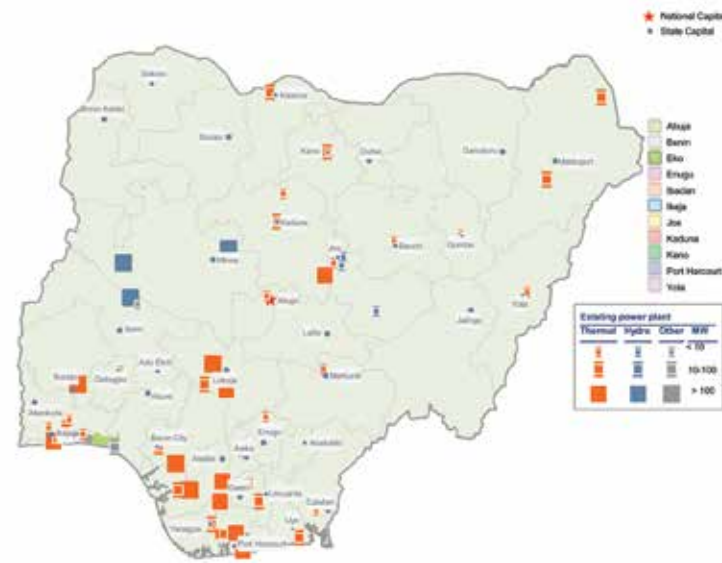 National Capital
State Capital
Sokoto
Katsina
Birnin Kebbi
Gusau
Kano
Dutse
Damaturu
Maiduguri
Kaduna
Jos
Bauchi
Gombe
Minna
Abuja
Yola
Jalingo
Ilorin
Lafia
Ado Ekiti
Lokoja
Makurdi
Ibadan
Oshogbo
Akure
Abeokuta
Ikeja
Benin City
Enugu
Abakaliki
Asaba
Awka
Owerri
Umuahia
Calabar
Yenagoa
Uyo
Port Harcourt
Abuja
Benin
Eko
Enugu
Ibadan
Ikeja
Jos
Kaduna
Kano
Port Harcourt
Yola
Existing power plant
Thermal Hydro Other MW
< 10
10-100
> 100